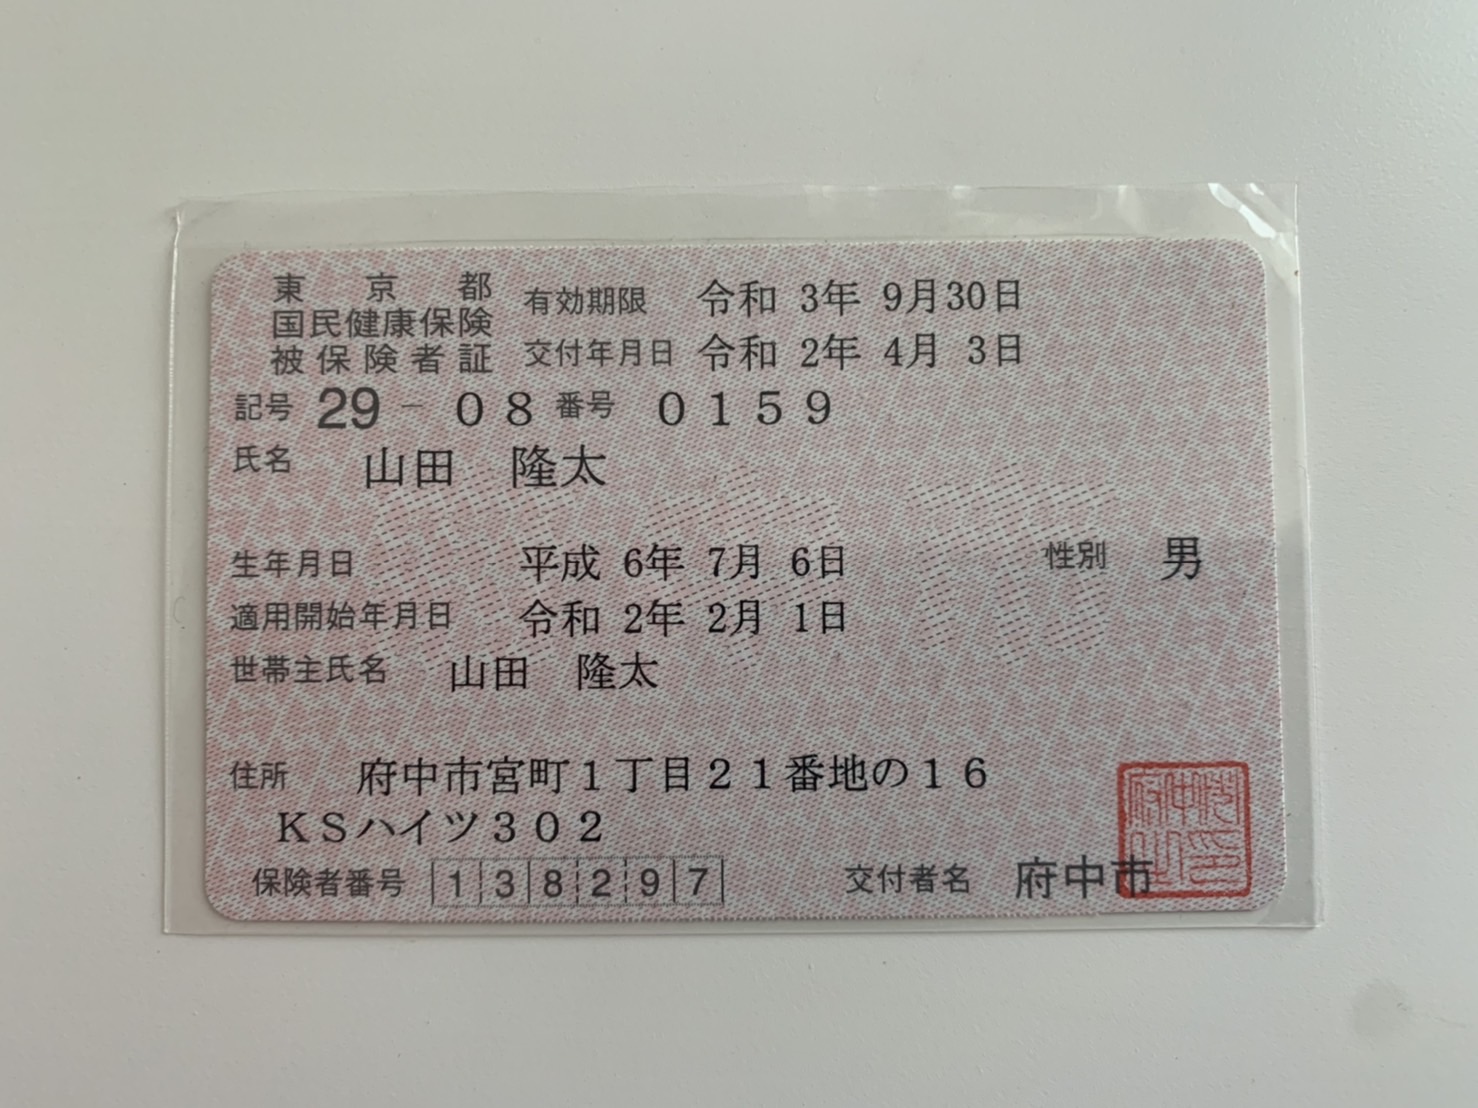 東京都 有効期限 令和 3年 9月30日
国民健康保険
被保険者証 交付年月日 令和 2年 4月 3日
記号 29 - 08 番号 0159
氏名 山田 隆太
生年月日 平成 6年 7月 6日 性別 男
適用開始年月日 令和 2年 2月 1日
世帯主氏名 山田 隆太
住所 府中市宮町1丁目21番地の16
KSハイツ302
保険者番号 138297 交付者名 府中市